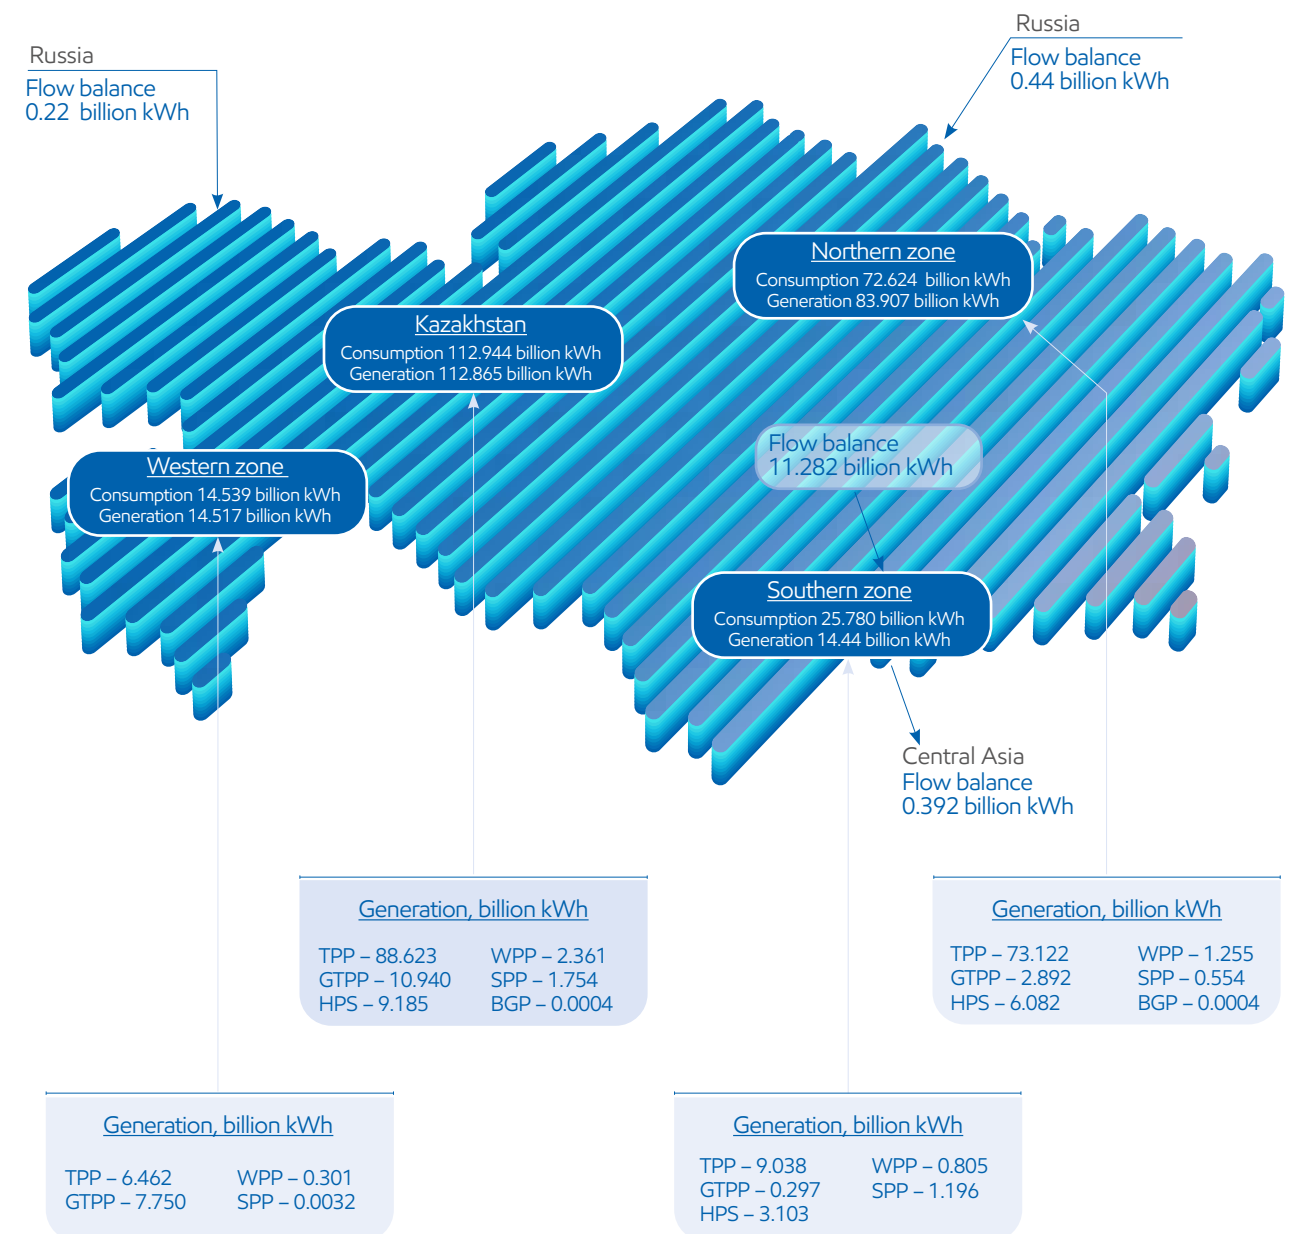 Russia
Flow balance
0.44 billion kWh
Russia
Flow balance
0.22 billion kWh
Northern zone
Consumption 72.624 billion kWh
Generation 83.907 billion kWh
Kazakhstan
Consumption 112.944 billion kWh
Generation 112.865 billion kWh
Flow balance
11.282 billion kWh
Western zone
Consumption 14.539 billion kWh
Generation 14.517 billion kWh
Southern zone
Consumption 25.780 billion kWh
Generation 14.44 billion kWh
Central Asia
Flow balance
0.392 billion kWh
Generation, billion kWh
TPP – 88.623 WPP – 2.361
GTPP – 10.940 SPP – 1.754
HPS – 9.185 BGP – 0.0004
Generation, billion kWh
TPP – 73.122 WPP – 1.255
GTPP – 2.892 SPP – 0.554
HPS – 6.082 BGP – 0.0004
Generation, billion kWh
TPP – 6.462 WPP – 0.301
GTPP – 7.750 SPP – 0.0032
Generation, billion kWh
TPP – 9.038 WPP – 0.805
GTPP – 0.297 SPP – 1.196
HPS – 3.103